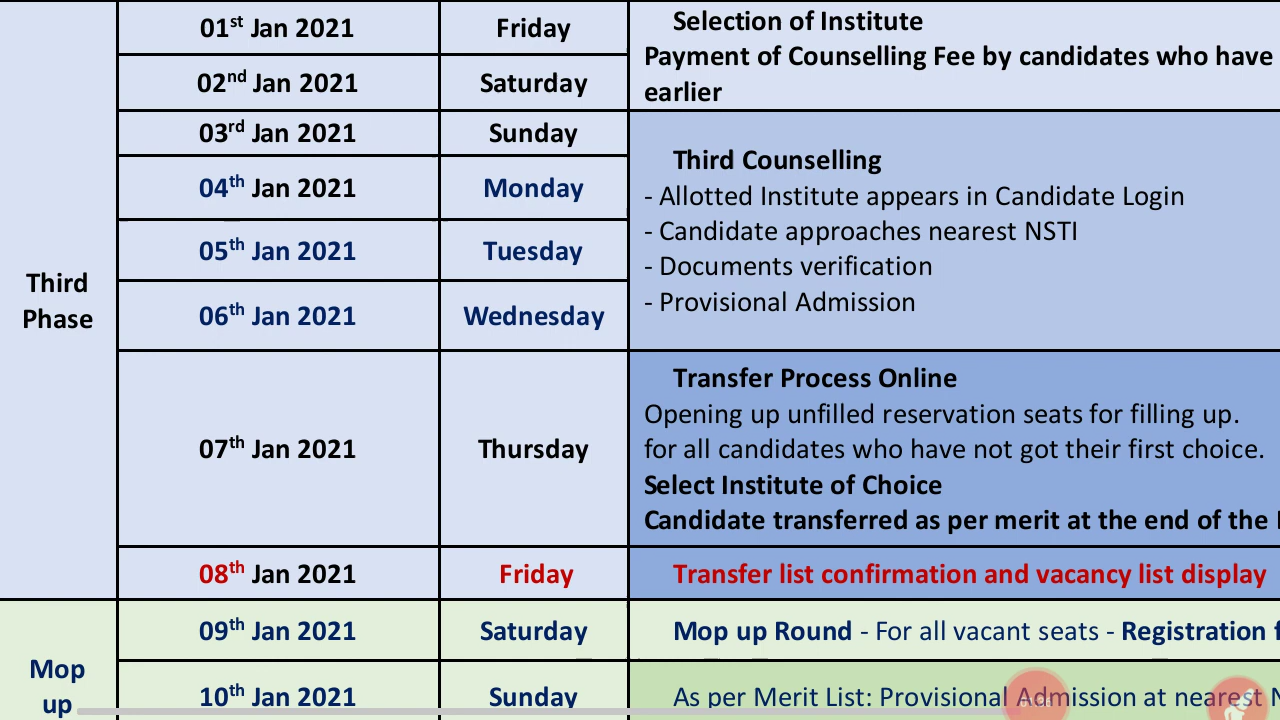 01st Jan 2021 Friday Selection of Institute
Payment of Counselling Fee by candidates who have
02nd Jan 2021 Saturday
earlier
03rd Jan 2021 Sunday
Third Counselling
04th Jan 2021 Monday
- Allotted Institute appears in Candidate Login
- Candidate approaches nearest NSTI
05th Jan 2021 Tuesday
- Documents verification
- Provisional Admission
06th Jan 2021 Wednesday
Third
Phase
Transfer Process Online
Opening up unfilled reservation seats for filling up.
07th Jan 2021 Thursday
for all candidates who have not got their first choice.
Select Institute of Choice
Candidate transferred as per merit at the end of the
08th Jan 2021 Friday Transfer list confirmation and vacancy list display
09th Jan 2021 Saturday Mop up Round - For all vacant seats - Registration
Mop
up
10th Jan 2021 Sunday As per Merit List: Provisional Admission at nearest